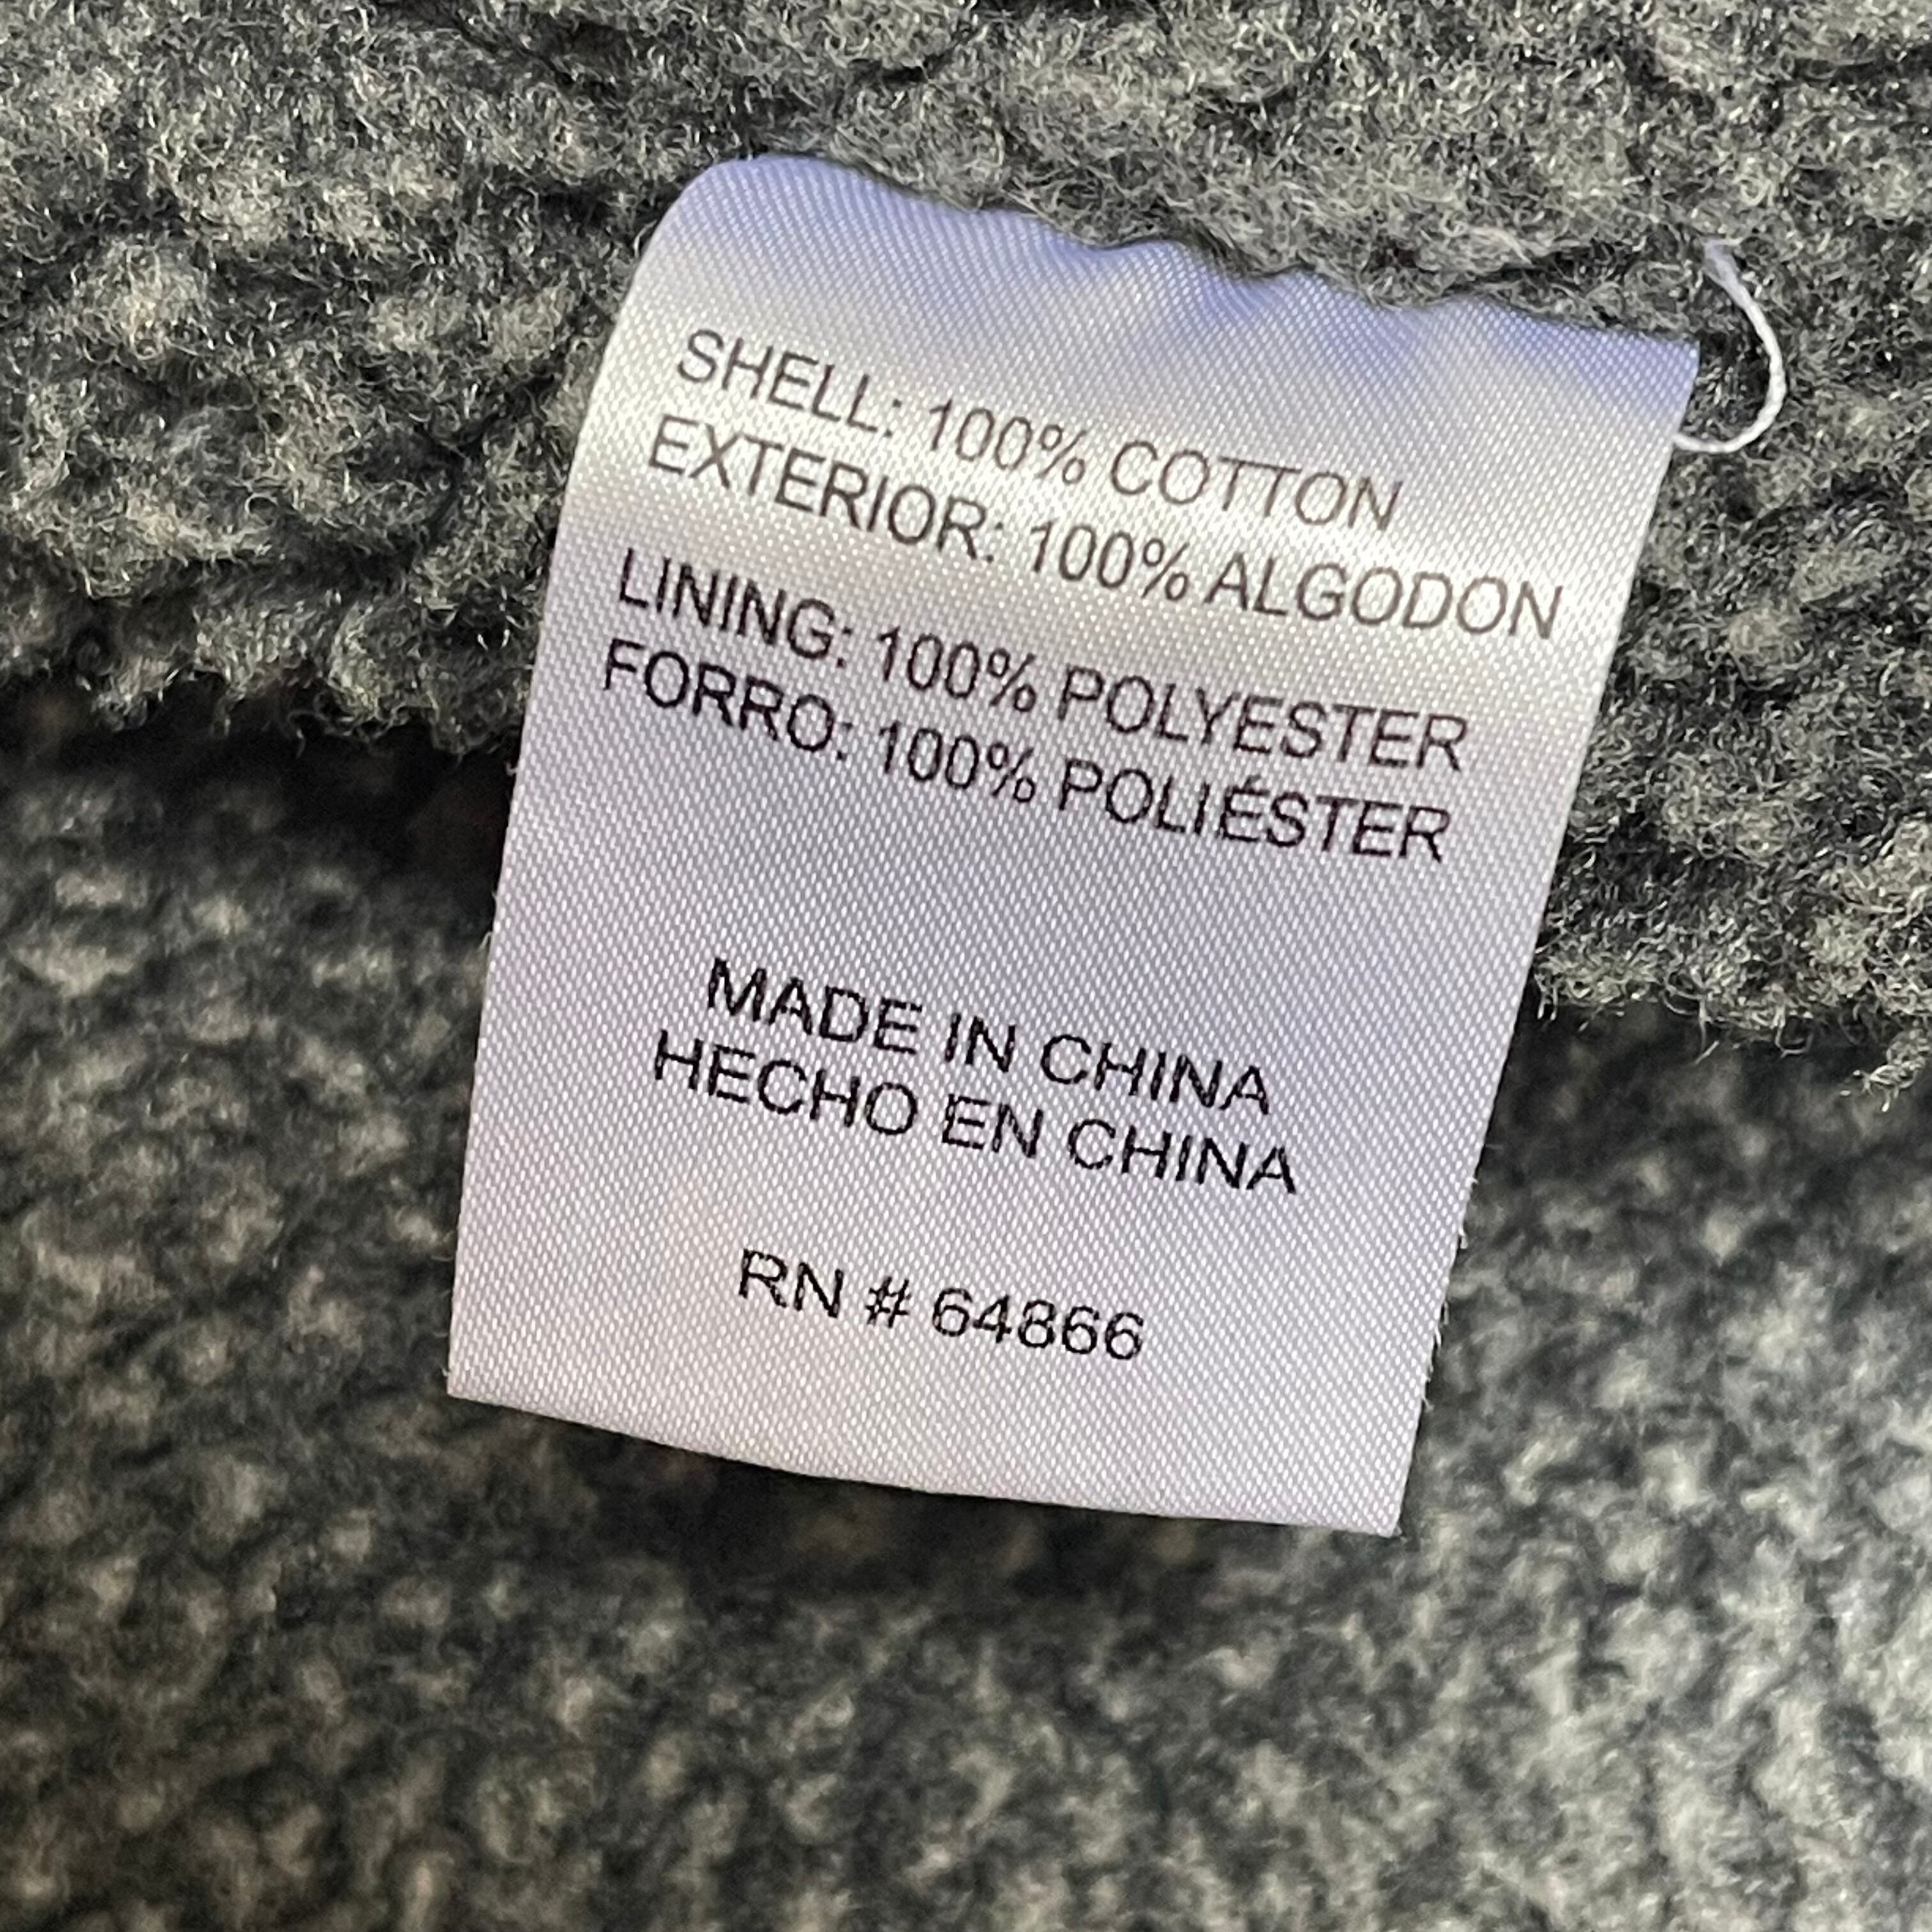 SHELL: 100% COTTON
EXTERIOR: 100% ALGODON
LINING: 100% POLYESTER
FORRO: 100% POLIÉSTER
MADE IN CHINA
HECHO EN CHINA
RN # 64866